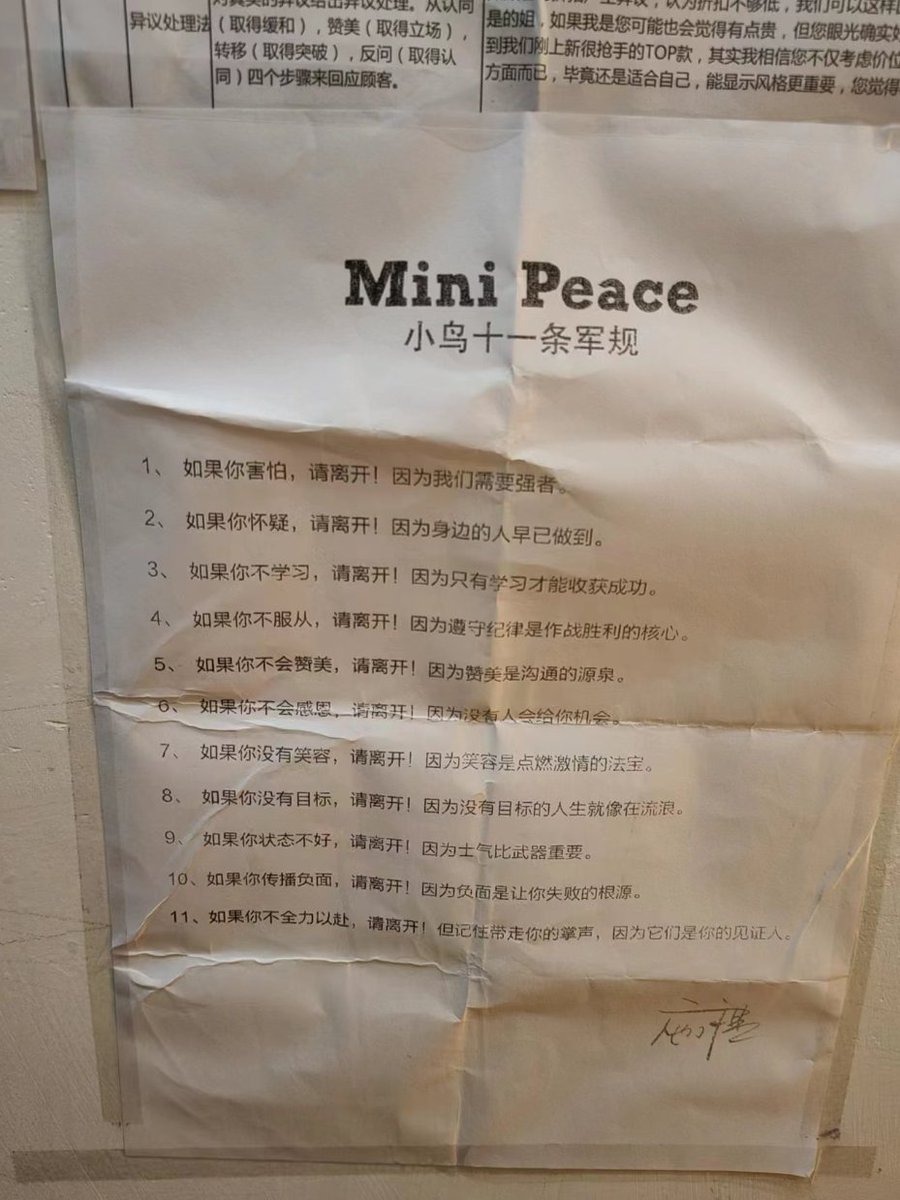 异议处理法
对真美的异议给出异议处理。从认同
（取得缓和），赞美（取得立场），
转移（取得突破），反问（取得认
同）四个步骤来回应顾客。
异议，认为折扣不够低，我们可以这样
是的姐，如果我是您可能也会觉得有点贵，但您眼光确实好
到我们刚上新很抢手的TOP款，其实我相信您不仅考虑价位
方面而已，毕竟还是适合自己，能显示风格更重要，您觉得
Mini Peace
小鸟十一条军规
1、 如果你害怕，请离开！因为我们需要强者。
2、 如果你怀疑，请离开！因为身边的人早已做到。
3、 如果你不学习，请离开！因为只有学习才能收获成功。
4、 如果你不服从，请离开！因为遵守纪律是作战胜利的核心。
5、 如果你不会赞美，请离开！因为赞美是沟通的源泉。
6、 如果你不会感恩，请离开！因为没有人会给你机会。
7、 如果你没有笑容，请离开！因为笑容是点燃激情的法宝。
8、 如果你没有目标，请离开！因为没有目标的人生就像在流浪。
9、 如果你状态不好，请离开！因为士气比武器重要。
10、如果你传播负面，请离开！因为负面是让你失败的根源。
11、如果你不全力以赴，请离开！但记住带走你的掌声，因为它们是你的见证人。